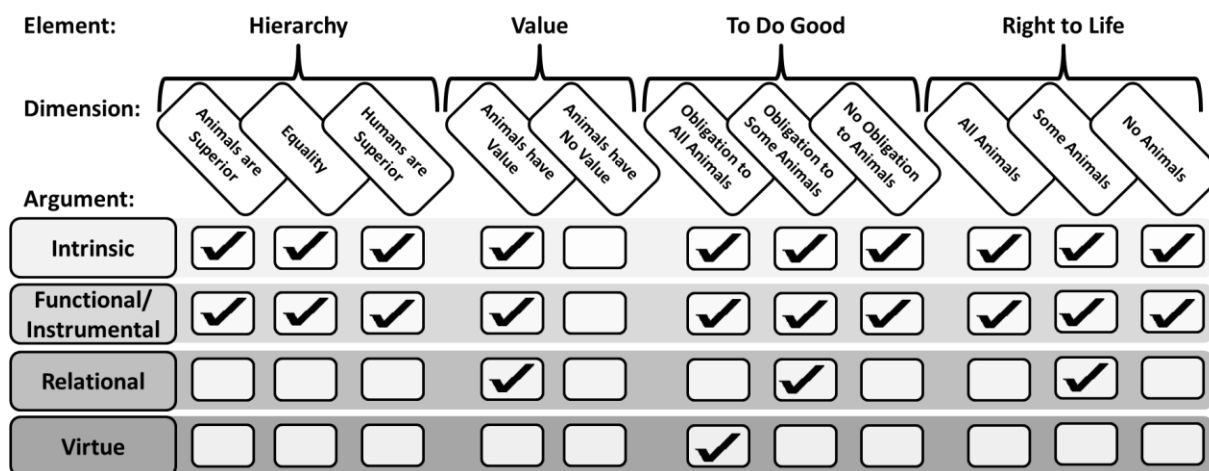 Element: Hierarchy Value To Do Good Right to Life
Dimension:
Animals are
Superior
Equality
Humans are
Superior
Animals have
Value
Animals have
No Value
Obligation to
All Animals
Obligation to
Some Animals
No Obligation
to Animals
All Animals
Some Animals
No Animals
Argument:
Intrinsic
Functional/
Instrumental
Relational
Virtue